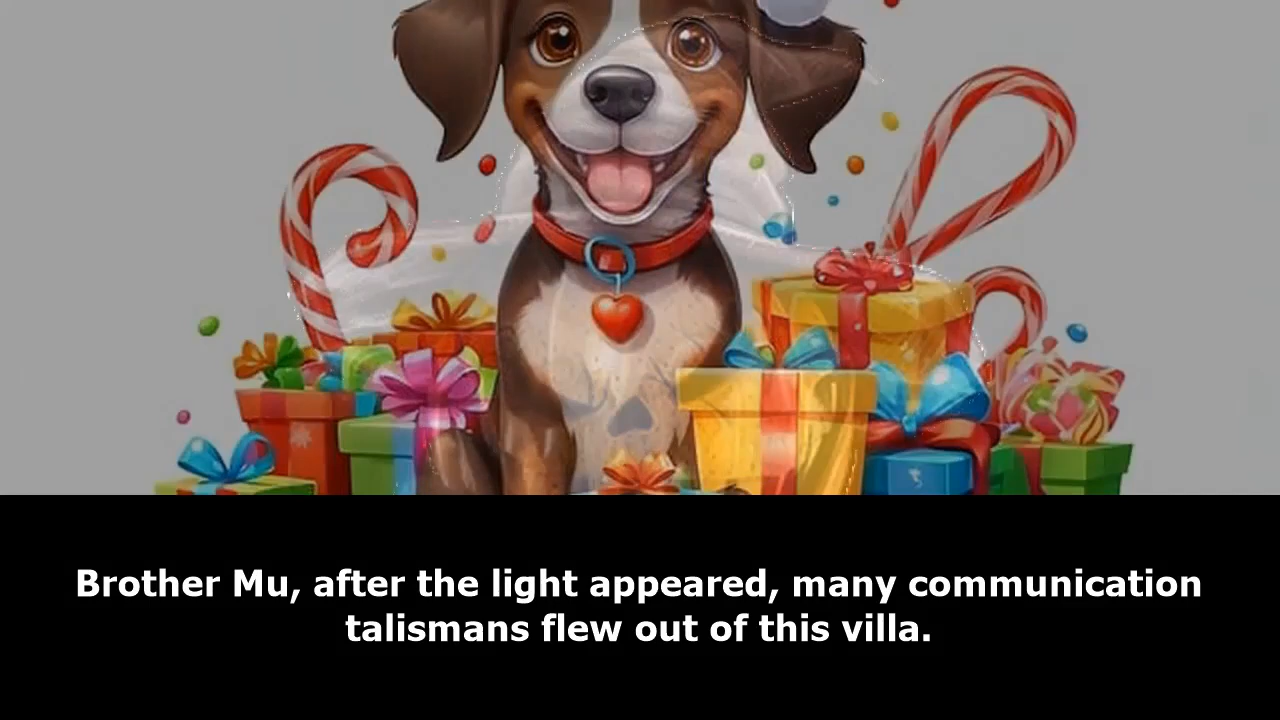 Brother Mu, after the light appeared, many communication
talismans flew out of this villa.